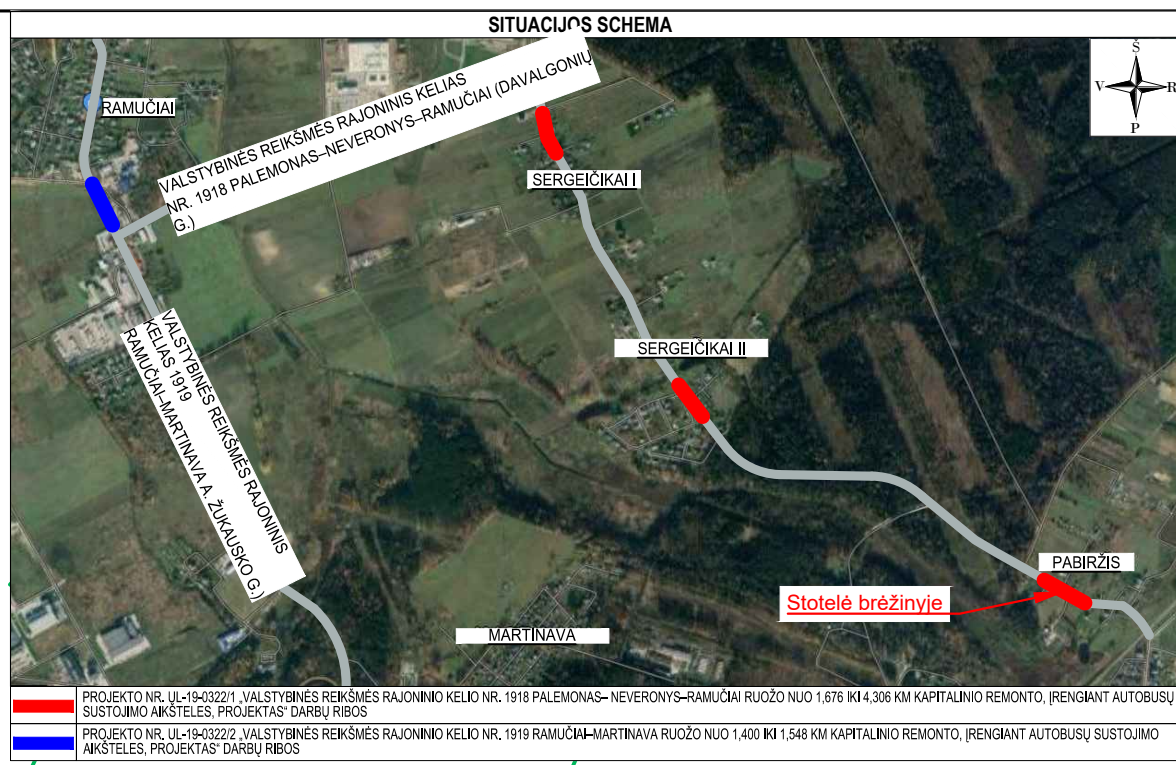 SITUACIJOS SCHEMA
Š
V
R
P
RAMUČIAI
VALSTYBINĖS REIKŠMĖS RAJONINIS KELIAS
NR. 1918 PALEMONAS–NEVERONYS–RAMUČIAI (DAVALGONIŲ
G.)
SERGEIČIKAI I
VALSTYBINĖS REIKŠMĖS RAJONINIS
KELIAS 1919
RAMUČIAI–MARTINAVA A. ŽUKAUSKO G.)
SERGEIČIKAI II
PABIRŽIS
Stotelė brėžinyje
MARTINAVA
PROJEKTO NR. UL-19-0322/1 „VALSTYBINĖS REIKŠMĖS RAJONINIO KELIO NR. 1918 PALEMONAS– NEVERONYS–RAMUČIAI RUOŽO NUO 1,676 IKI 4,306 KM KAPITALINIO REMONTO, ĮRENGIANT AUTOBUSŲ
SUSTOJIMO AIKŠTELES, PROJEKTAS“ DARBŲ RIBOS
PROJEKTO NR. UL-19-0322/2 „VALSTYBINĖS REIKŠMĖS RAJONINIO KELIO NR. 1919 RAMUČIAI–MARTINAVA RUOŽO NUO 1,400 IKI 1,548 KM KAPITALINIO REMONTO, ĮRENGIANT AUTOBUSŲ SUSTOJIMO
AIKŠTELES, PROJEKTAS“ DARBŲ RIBOS